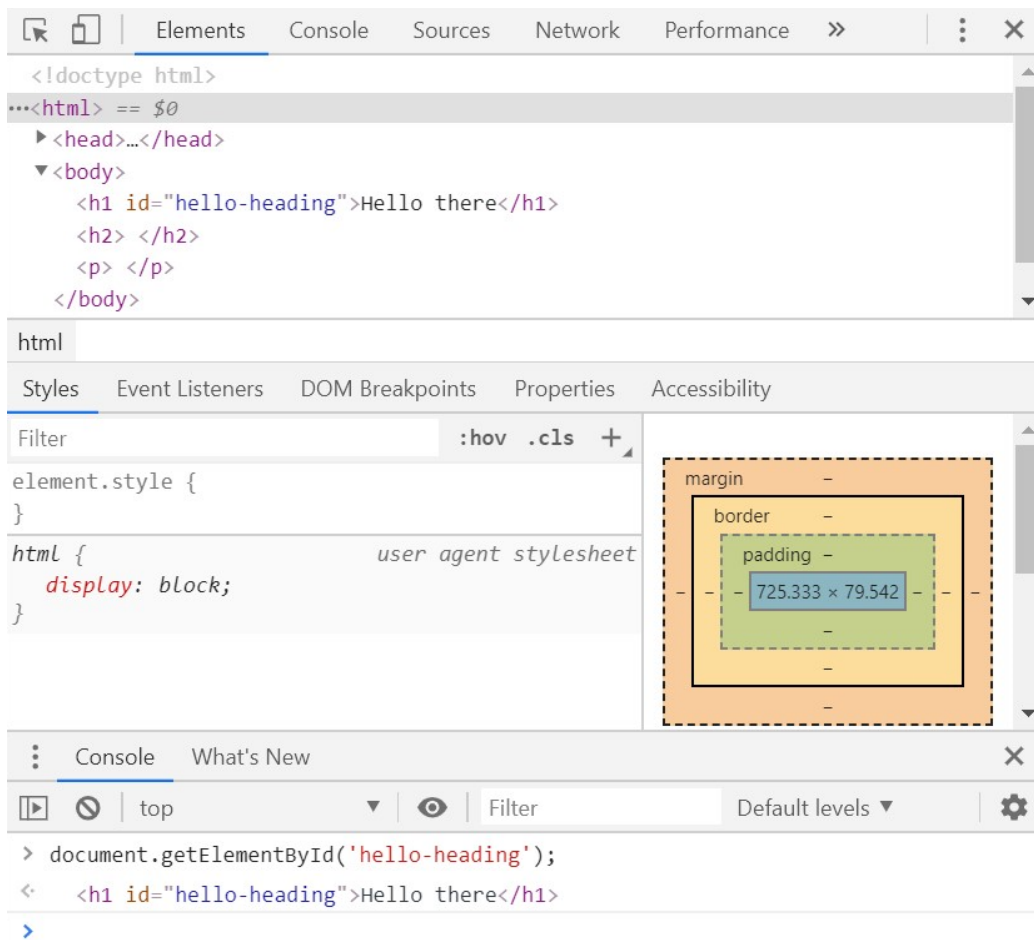 Elements Console Sources Network Performance »
<!doctype html>
…<html> == $0
▶<head>…</head>
▼<body>
<h1 id="hello-heading">Hello there</h1>
<h2> </h2>
<p> </p>
</body>
html
Styles Event Listeners DOM Breakpoints Properties Accessibility
Filter :hov .cls +
element.style {
}
html { user agent stylesheet
display: block;
}
margin –
border –
padding –
– – – 725.333 × 79.542 – – –
–
–
–
Console What's New
top ▼ Filter Default levels ▼
> document.getElementById('hello-heading');
<h1 id="hello-heading">Hello there</h1>
>